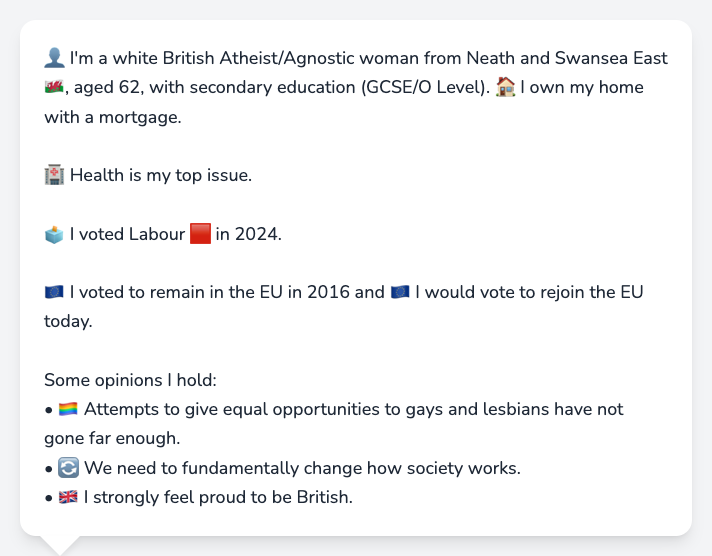 👤 I'm a white British Atheist/Agnostic woman from Neath and Swansea East
🏴󠁧󠁢󠁷󠁬󠁳󠁿, aged 62, with secondary education (GCSE/O Level). 🏠 I own my home
with a mortgage.
🏥 Health is my top issue.
🗳️ I voted Labour 🟥 in 2024.
🇪🇺 I voted to remain in the EU in 2016 and 🇪🇺 I would vote to rejoin the EU
today.
Some opinions I hold:
• 🏳️‍🌈 Attempts to give equal opportunities to gays and lesbians have not
gone far enough.
• 🔄 We need to fundamentally change how society works.
• 🇬🇧 I strongly feel proud to be British.